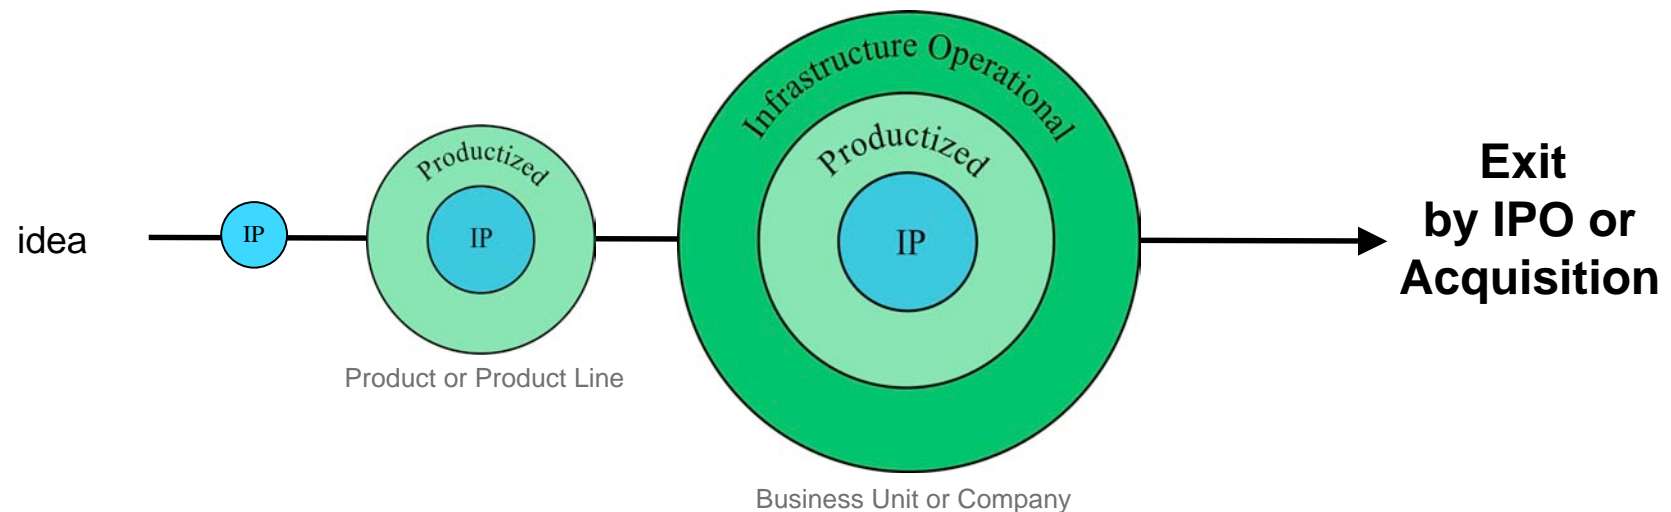 idea
IP
Productized
IP
Product or Product Line
Infrastructure Operational
Productized
IP
Business Unit or Company
Exit
by IPO or
Acquisition